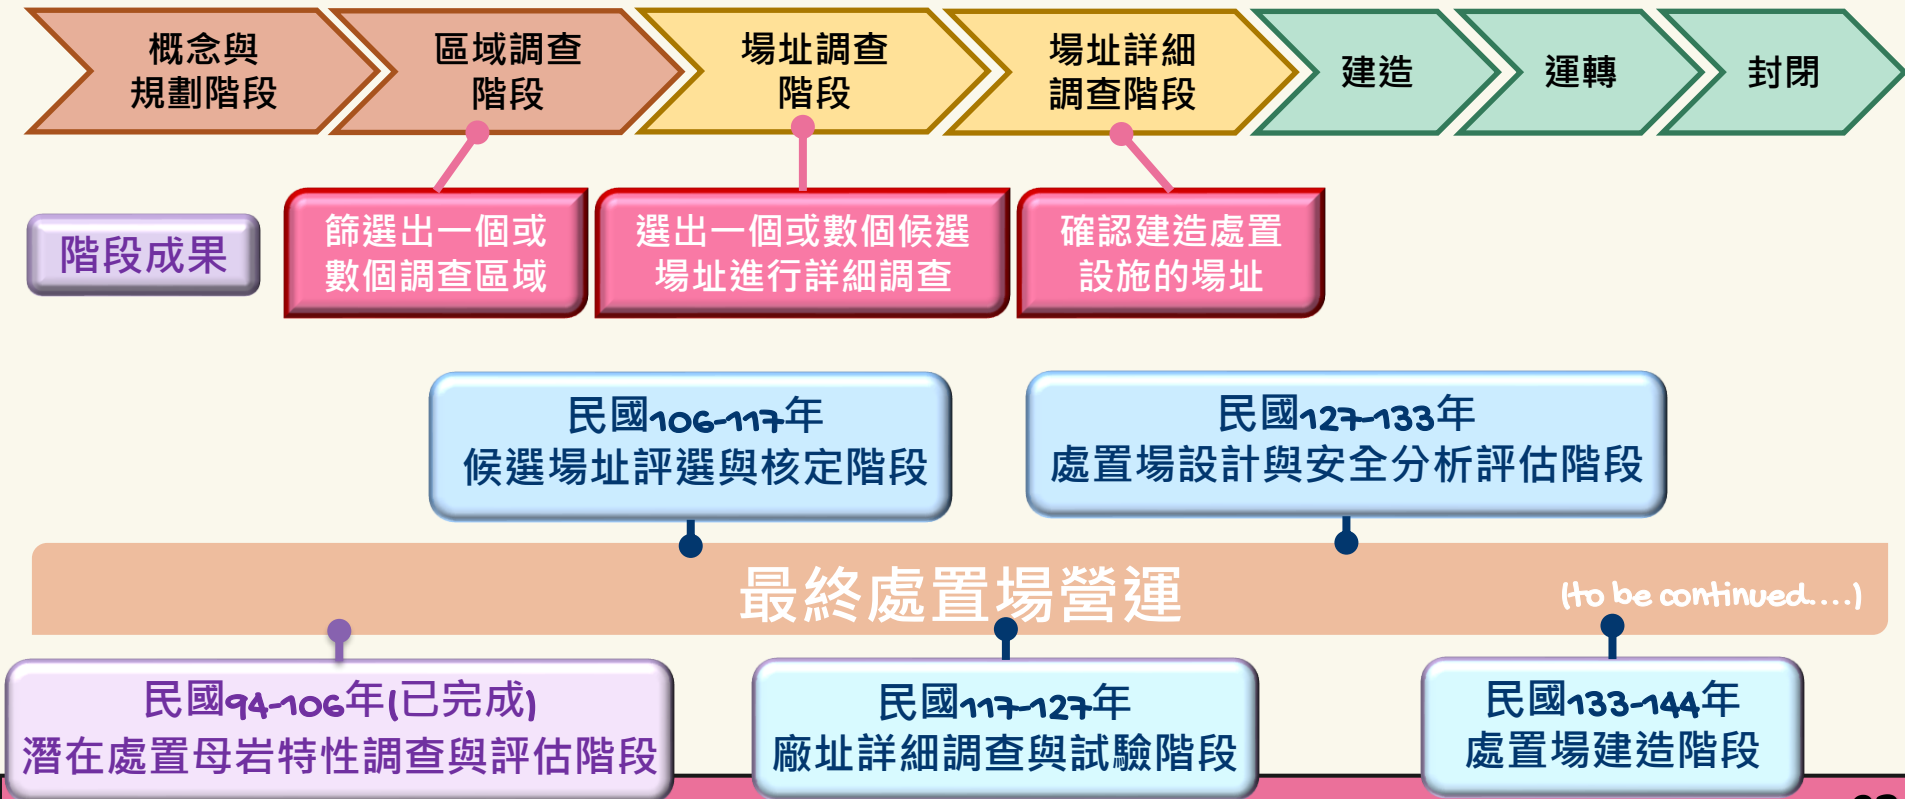 概念與
規劃階段
區域調查
階段
場址調查
階段
場址詳細
調查階段
建造
運轉
封閉
階段成果
篩選出一個或
數個調查區域
選出一個或數個候選
場址進行詳細調查
確認建造處置
設施的場址
民國106-117年
候選場址評選與核定階段
民國127-133年
處置場設計與安全分析評估階段
最終處置場營運
(to be continued....)
民國94-106年(已完成)
潛在處置母岩特性調查與評估階段
民國117-127年
廠址詳細調查與試驗階段
民國133-144年
處置場建造階段